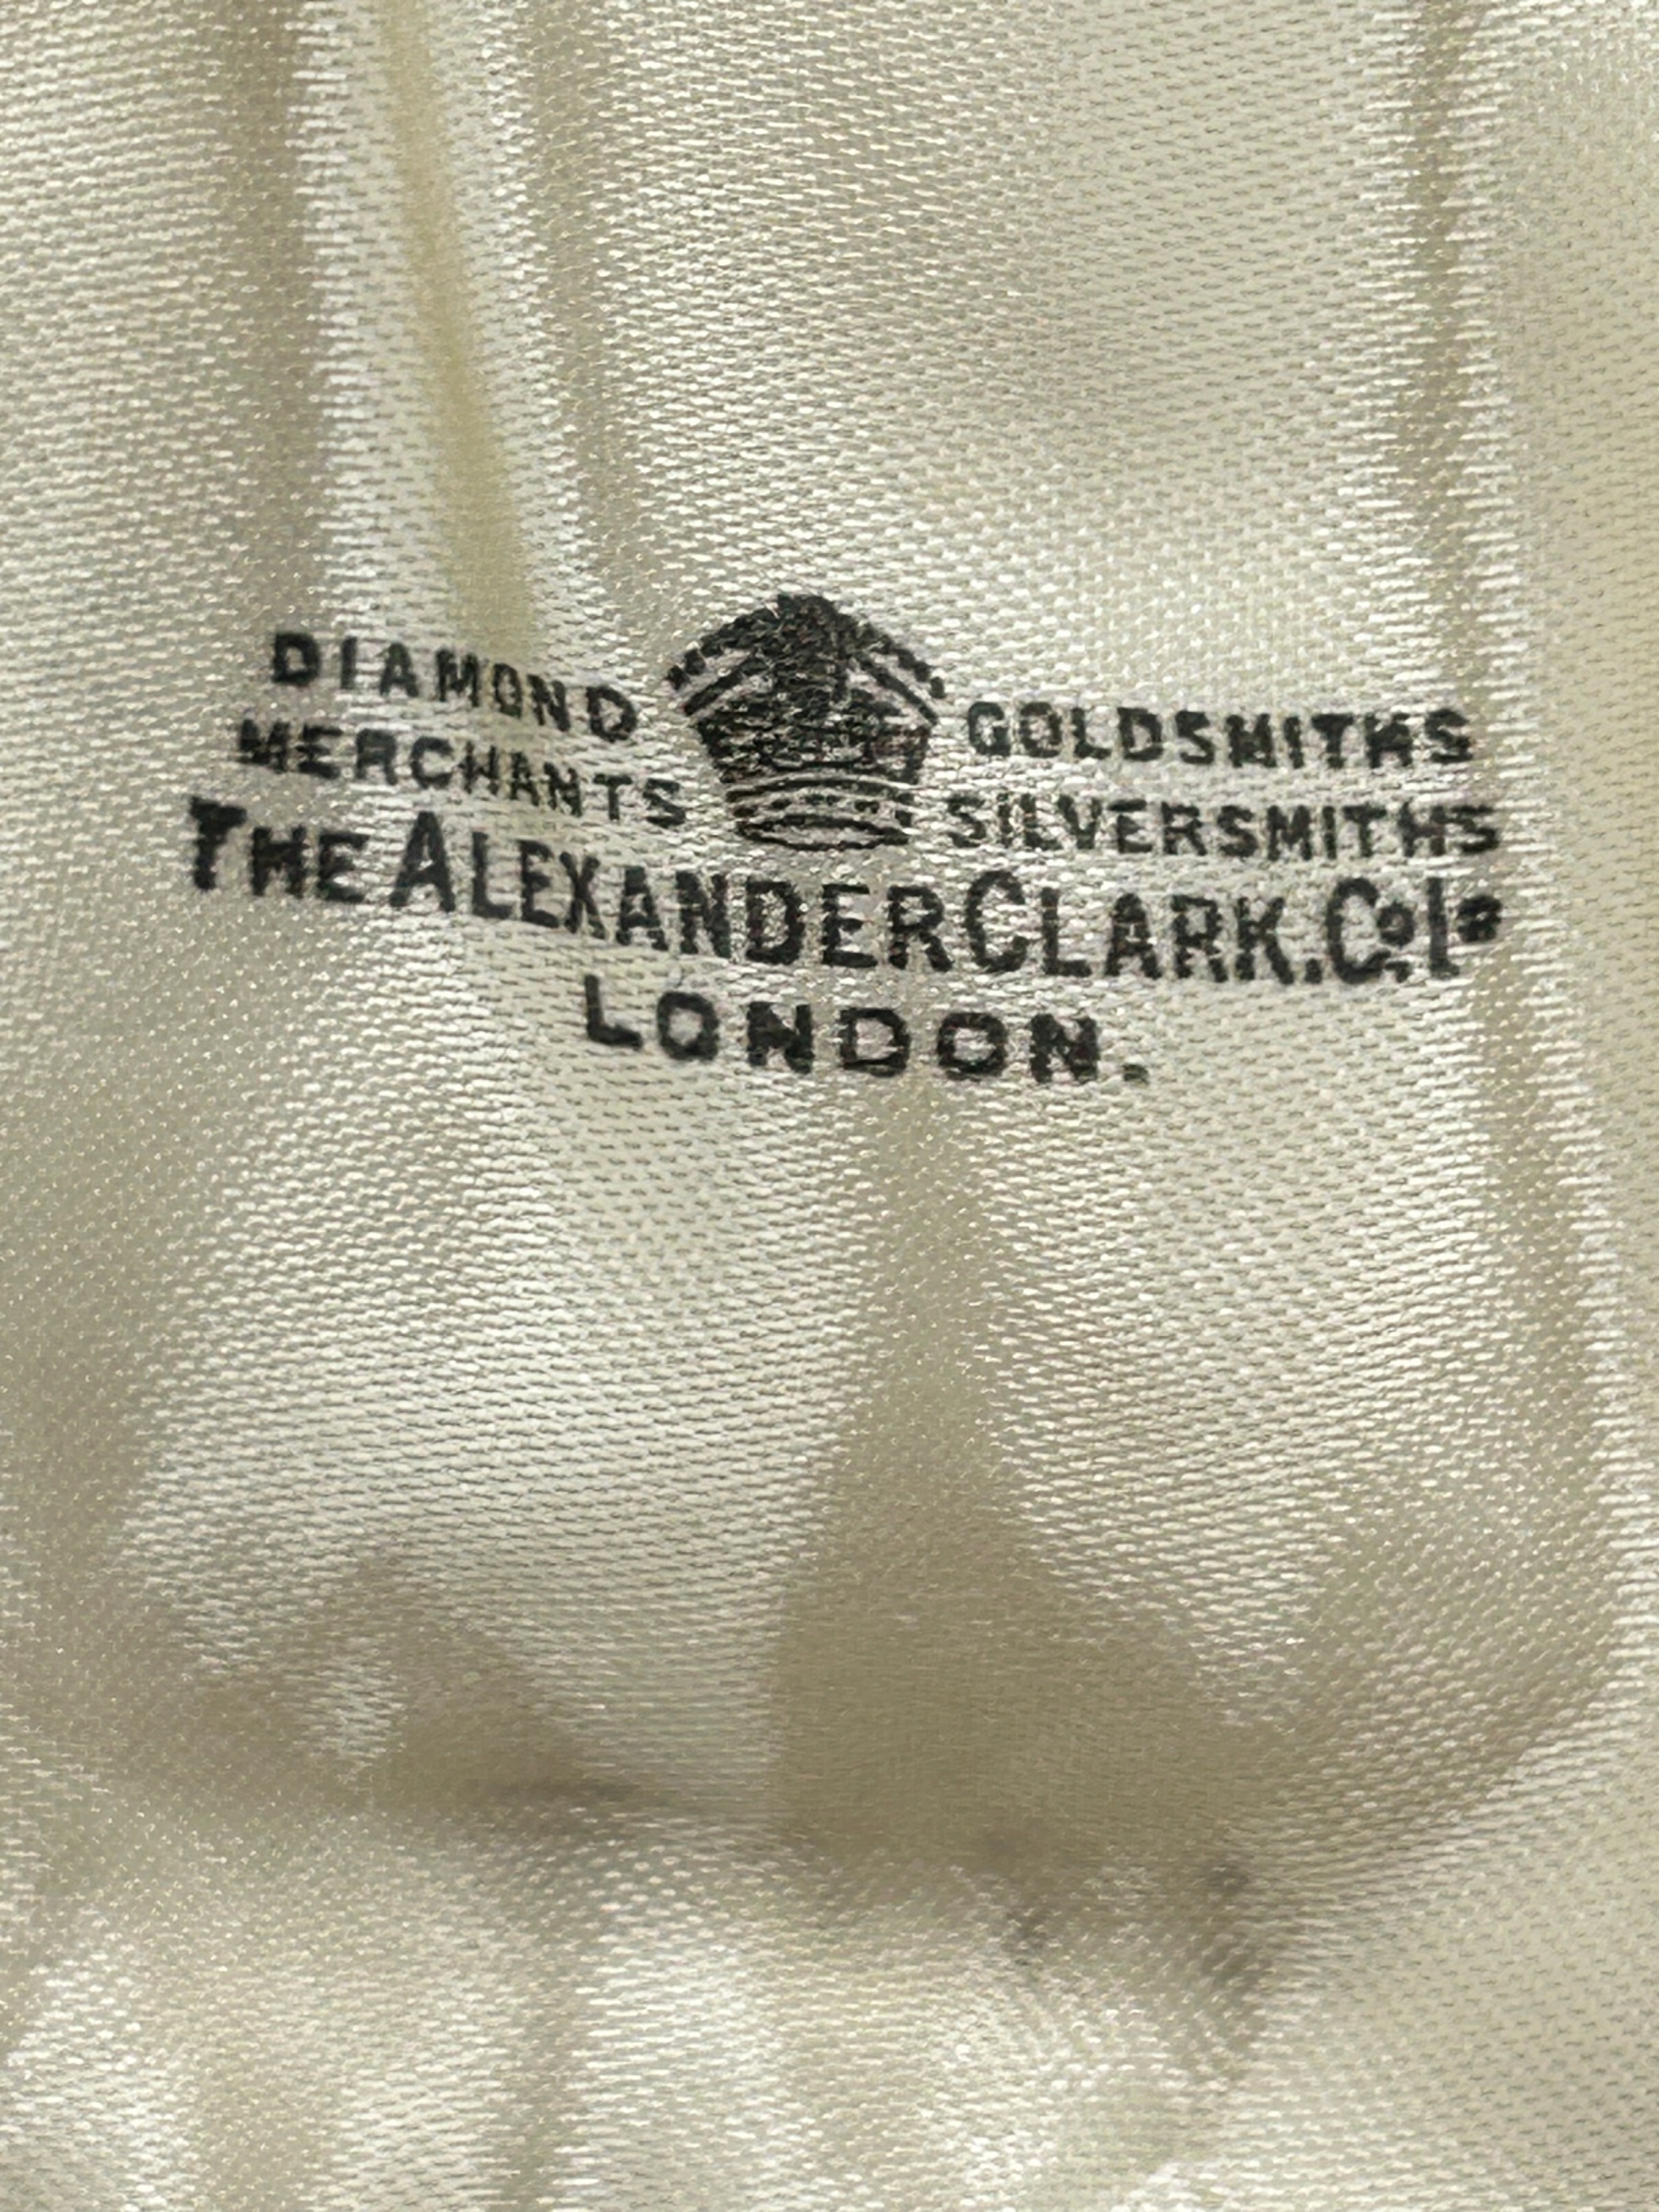 DIAMOND GOLDSMITHS
MERCHANTS SILVERSMITHS
THE ALEXANDER CLARK. Co. Ld
LONDON.